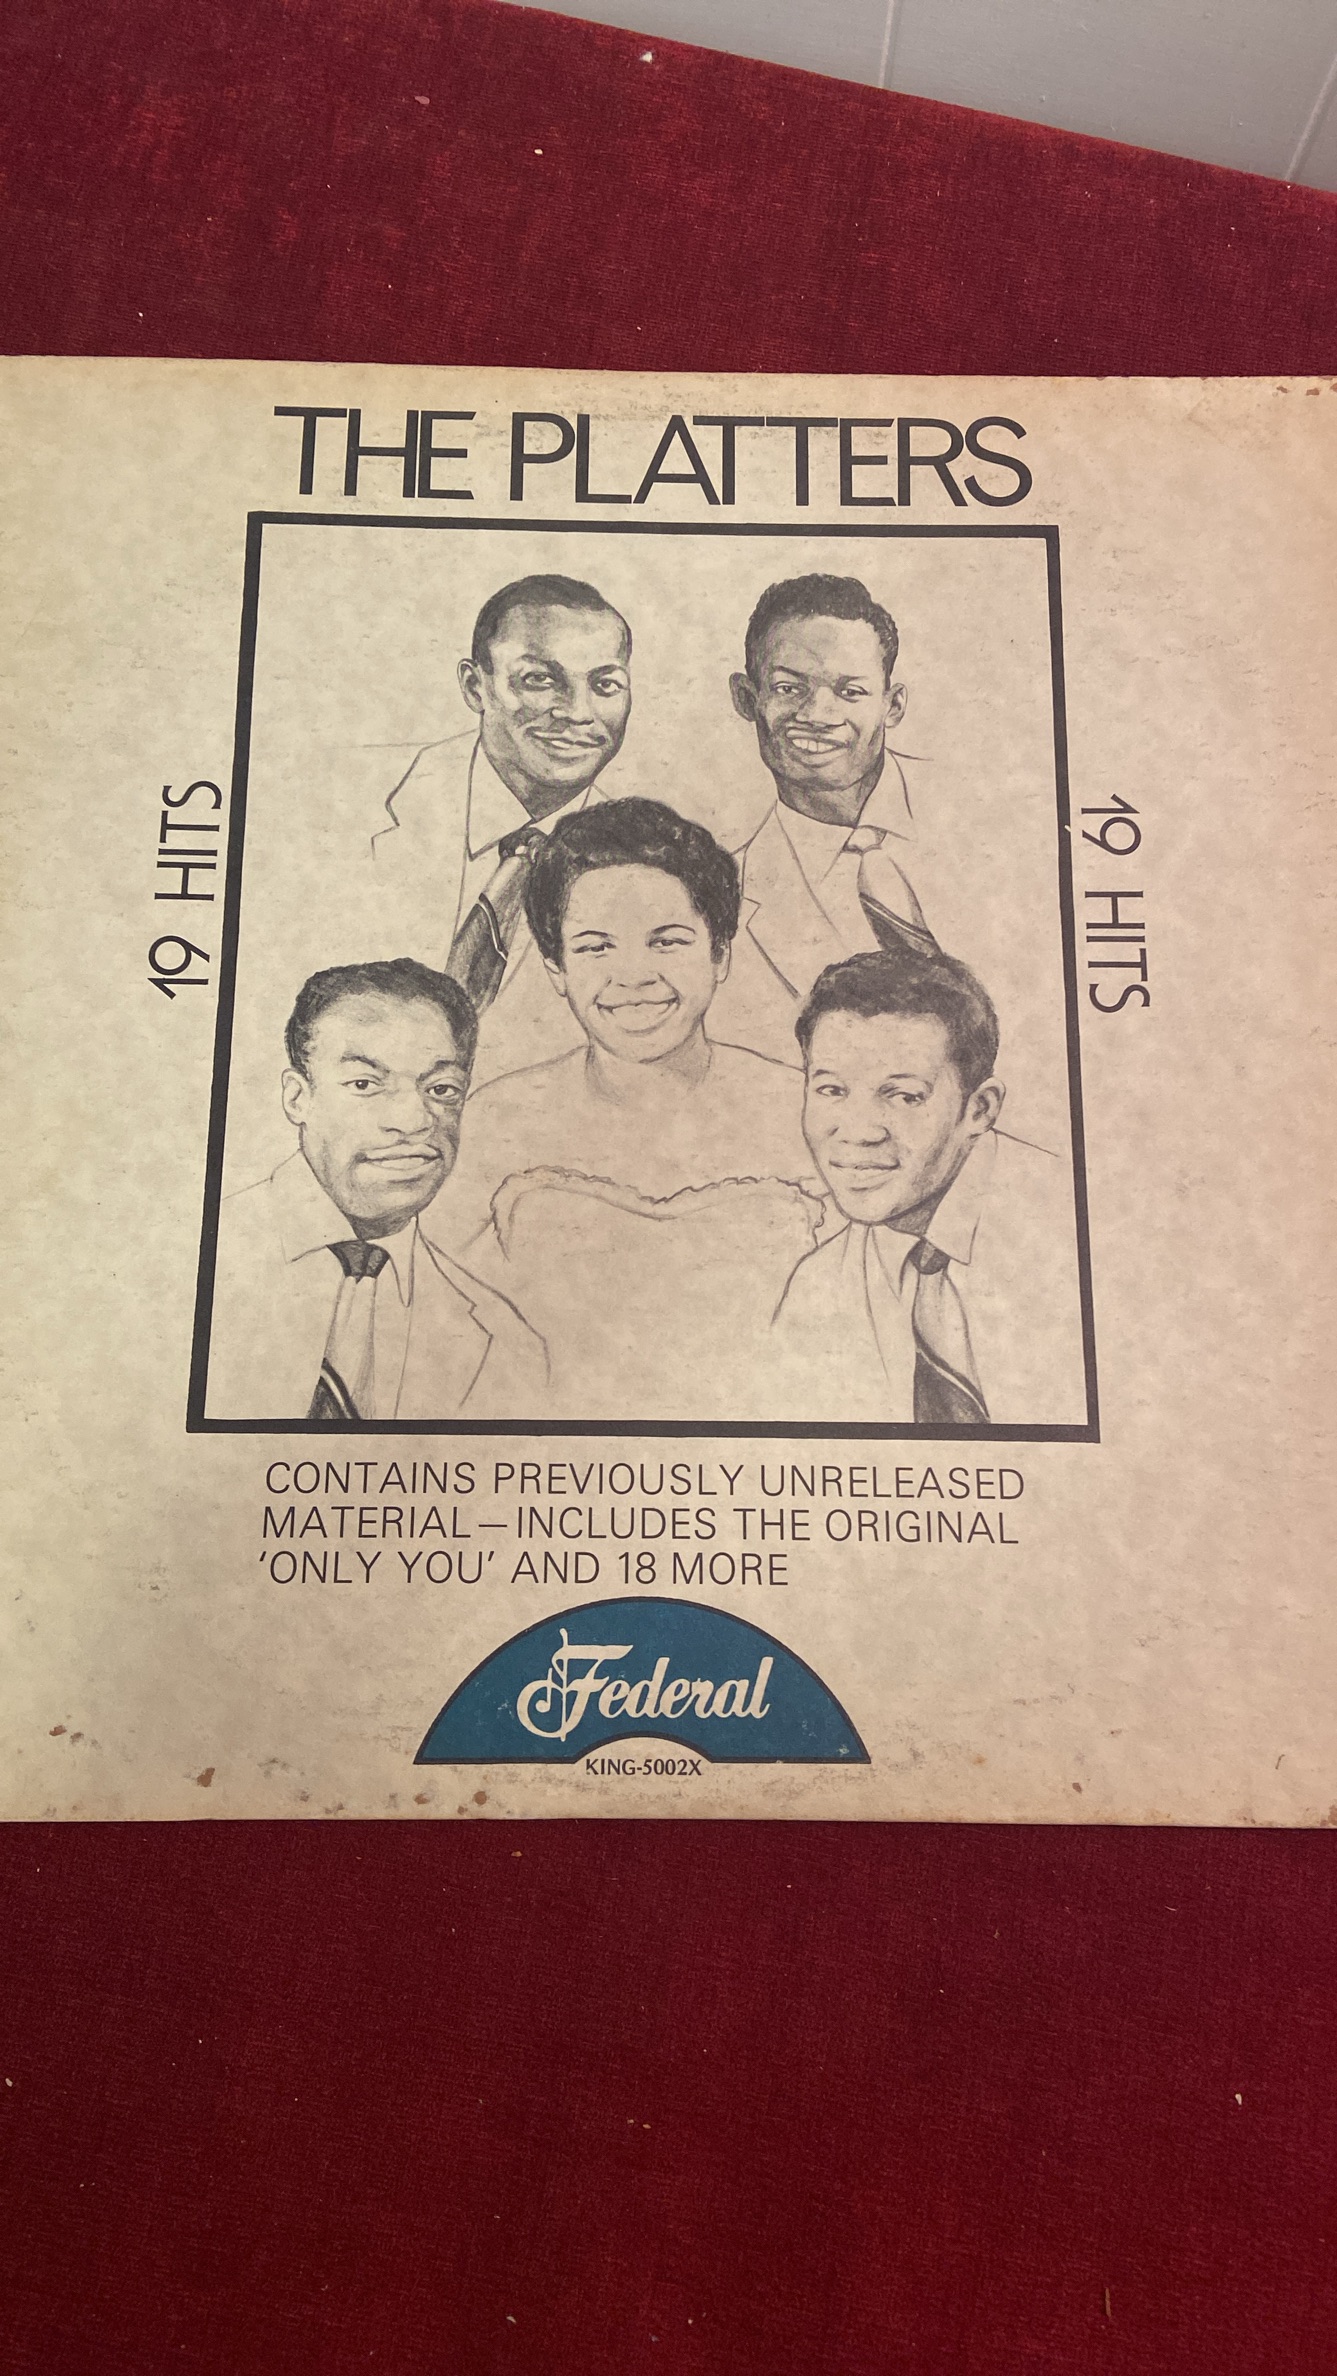 THE PLATTERS
19 HITS
19 HITS
CONTAINS PREVIOUSLY UNRELEASED
MATERIAL—INCLUDES THE ORIGINAL
'ONLY YOU' AND 18 MORE
Federal
KING-5002X